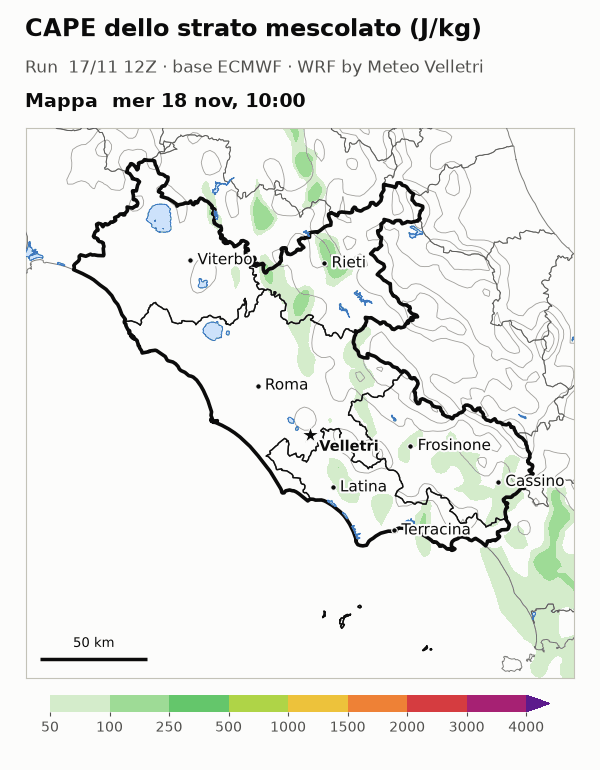 CAPE dello strato mescolato (J/kg)
Run  17/11 12Z · base ECMWF · WRF by Meteo Velletri
Mappa  mer 18 nov, 10:00
Viterbo
Rieti
Roma
Velletri
Frosinone
Latina
Cassino
Terracina
50 km
50 100 250 500 1000 1500 2000 3000 4000